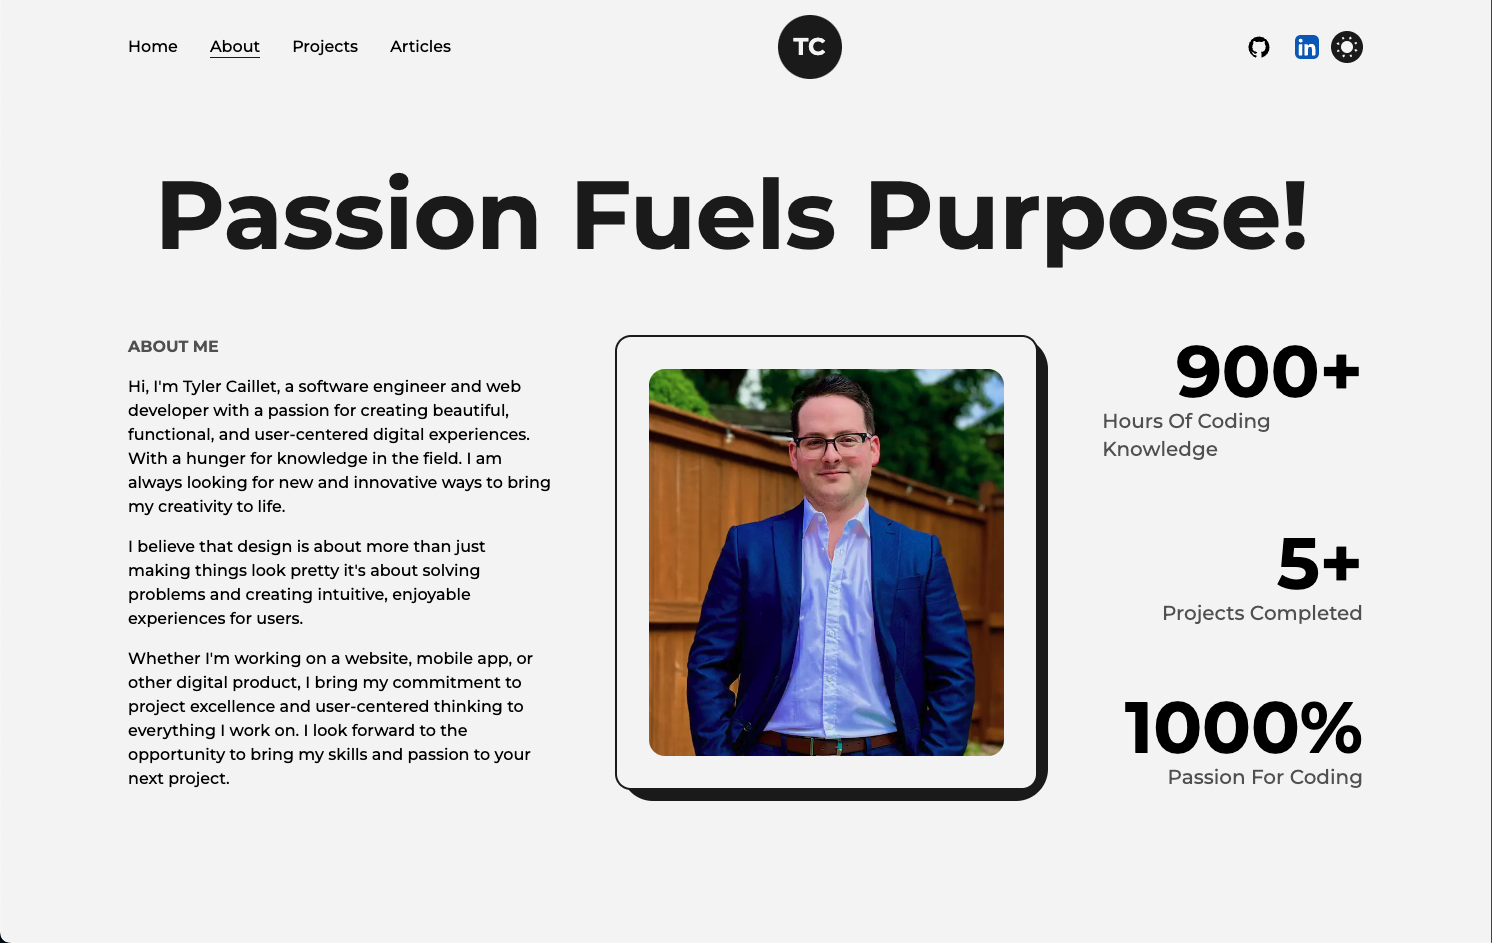 Home About Projects Articles
TC
in
Passion Fuels Purpose!
ABOUT ME
Hi, I'm Tyler Caillet, a software engineer and web
developer with a passion for creating beautiful,
functional, and user-centered digital experiences.
With a hunger for knowledge in the field. I am
always looking for new and innovative ways to bring
my creativity to life.
I believe that design is about more than just
making things look pretty it's about solving
problems and creating intuitive, enjoyable
experiences for users.
Whether I'm working on a website, mobile app, or
other digital product, I bring my commitment to
project excellence and user-centered thinking to
everything I work on. I look forward to the
opportunity to bring my skills and passion to your
next project.
900+
Hours Of Coding
Knowledge
5+
Projects Completed
1000%
Passion For Coding